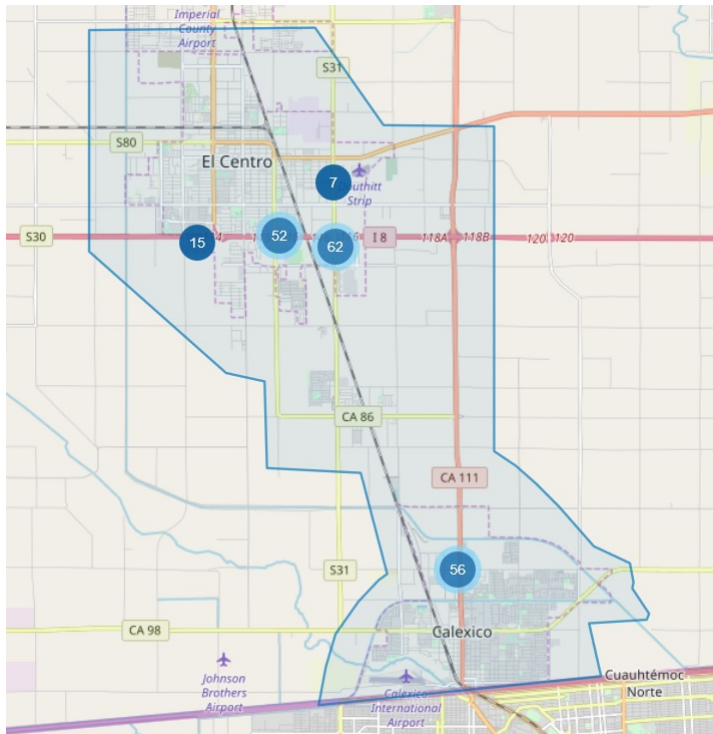 Imperial
County
Airport
S31
S80
El Centro
7
Douthitt
Strip
S30
15
52
62
I 8
118A
118B
120
120
CA 86
CA 111
56
S31
CA 98
Calexico
Johnson
Brothers
Airport
Calexico
International
Airport
Cuauhtémoc
Norte